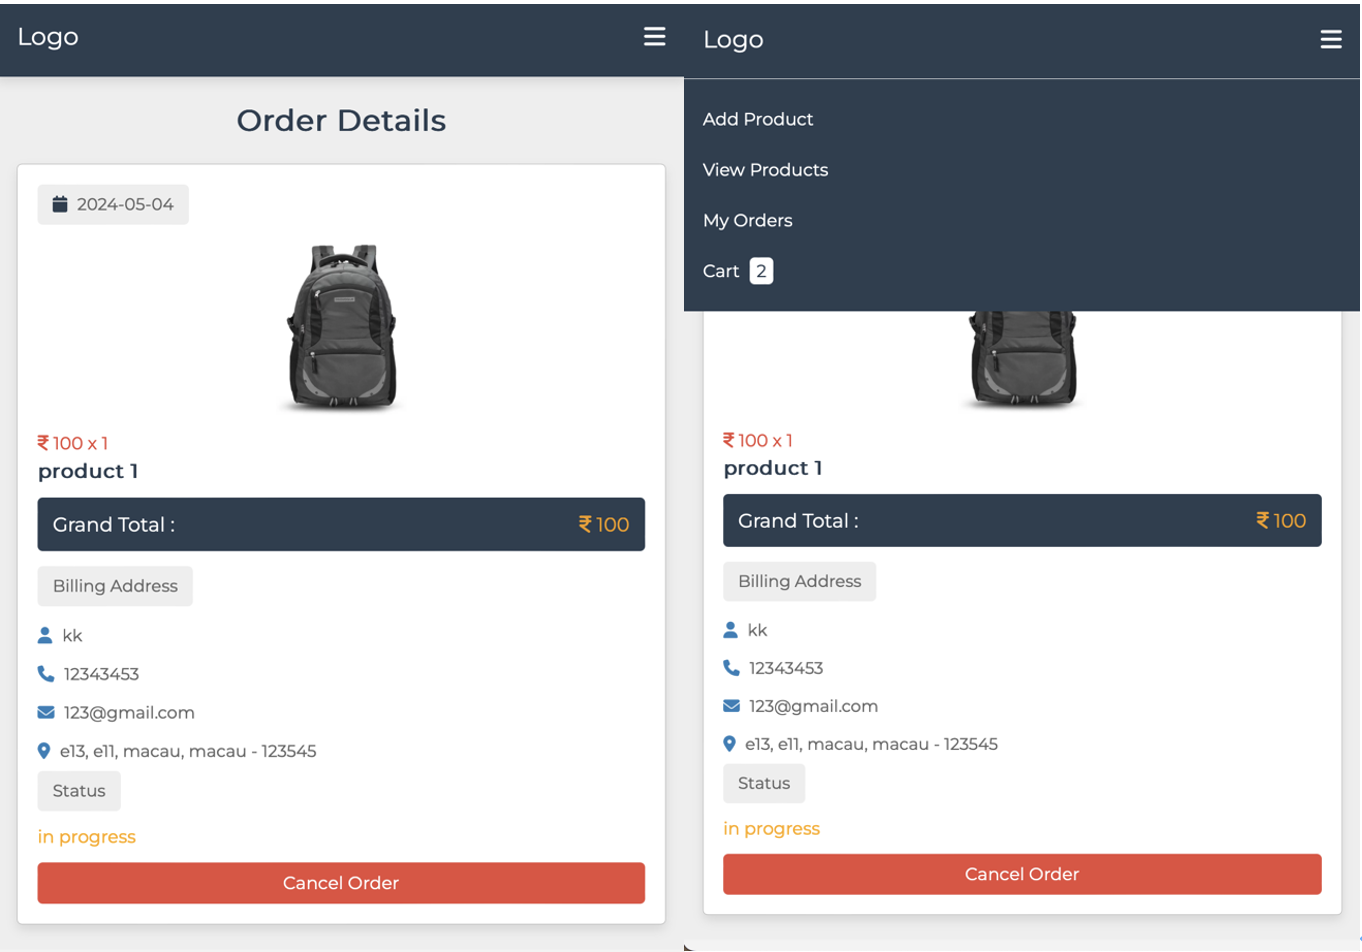 Logo
Order Details
2024-05-04
₹ 100 x 1
product 1
Grand Total : ₹ 100
Billing Address
kk
12343453
123@gmail.com
e13, e11, macau, macau - 123545
Status
in progress
Cancel Order
Logo
Add Product
View Products
My Orders
Cart 2
₹ 100 x 1
product 1
Grand Total : ₹ 100
Billing Address
kk
12343453
123@gmail.com
e13, e11, macau, macau - 123545
Status
in progress
Cancel Order